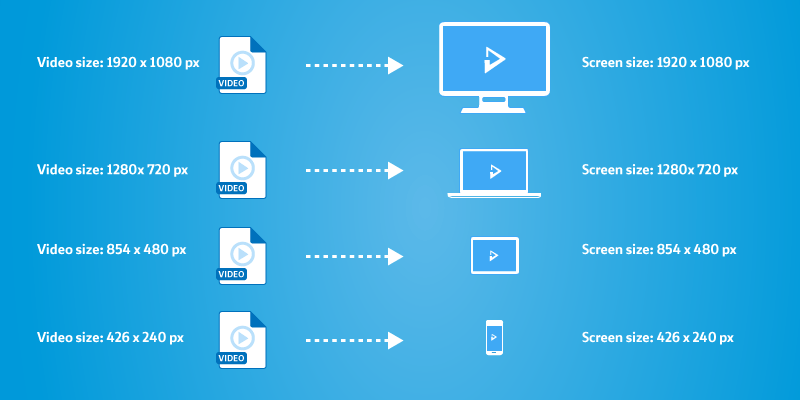 Video size: 1920 x 1080 px
VIDEO
Screen size: 1920 x 1080 px
Video size: 1280x 720 px
VIDEO
Screen size: 1280x 720 px
Video size: 854 x 480 px
VIDEO
Screen size: 854 x 480 px
Video size: 426 x 240 px
VIDEO
Screen size: 426 x 240 px